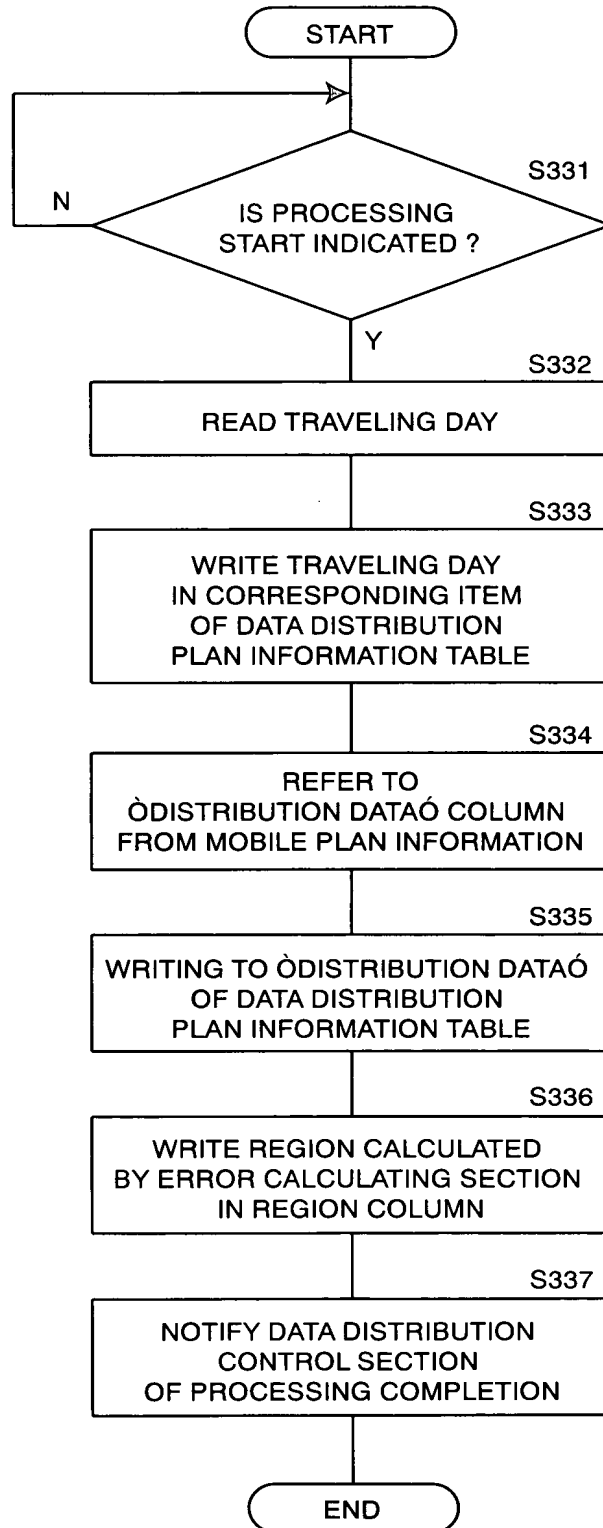 START
S331
N
IS PROCESSING
START INDICATED ?
Y
S332
READ TRAVELING DAY
S333
WRITE TRAVELING DAY
IN CORRESPONDING ITEM
OF DATA DISTRIBUTION
PLAN INFORMATION TABLE
S334
REFER TO
ÒDISTRIBUTION DATAÓ COLUMN
FROM MOBILE PLAN INFORMATION
S335
WRITING TO ÒDISTRIBUTION DATAÓ
OF DATA DISTRIBUTION
PLAN INFORMATION TABLE
S336
WRITE REGION CALCULATED
BY ERROR CALCULATING SECTION
IN REGION COLUMN
S337
NOTIFY DATA DISTRIBUTION
CONTROL SECTION
OF PROCESSING COMPLETION
END